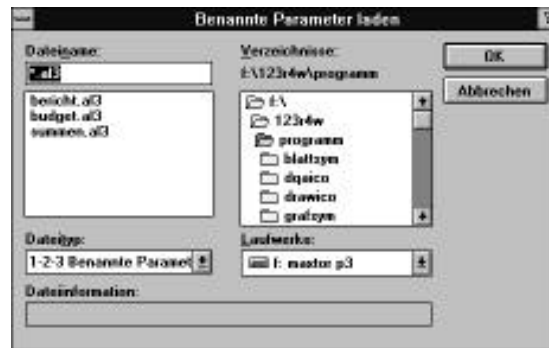 Benannte Parameter laden
Dateiname:
*.al3
bericht.al3
budget.al3
summen.al3
Dateityp:
1-2-3 Benannte Paramet
Dateiinformation:
Verzeichnisse:
f:\123r4w\programm
f:\
123r4w
programm
blattsym
dqaico
drawico
grafsym
Laufwerke:
f: maxtor p3
OK
Abbrechen